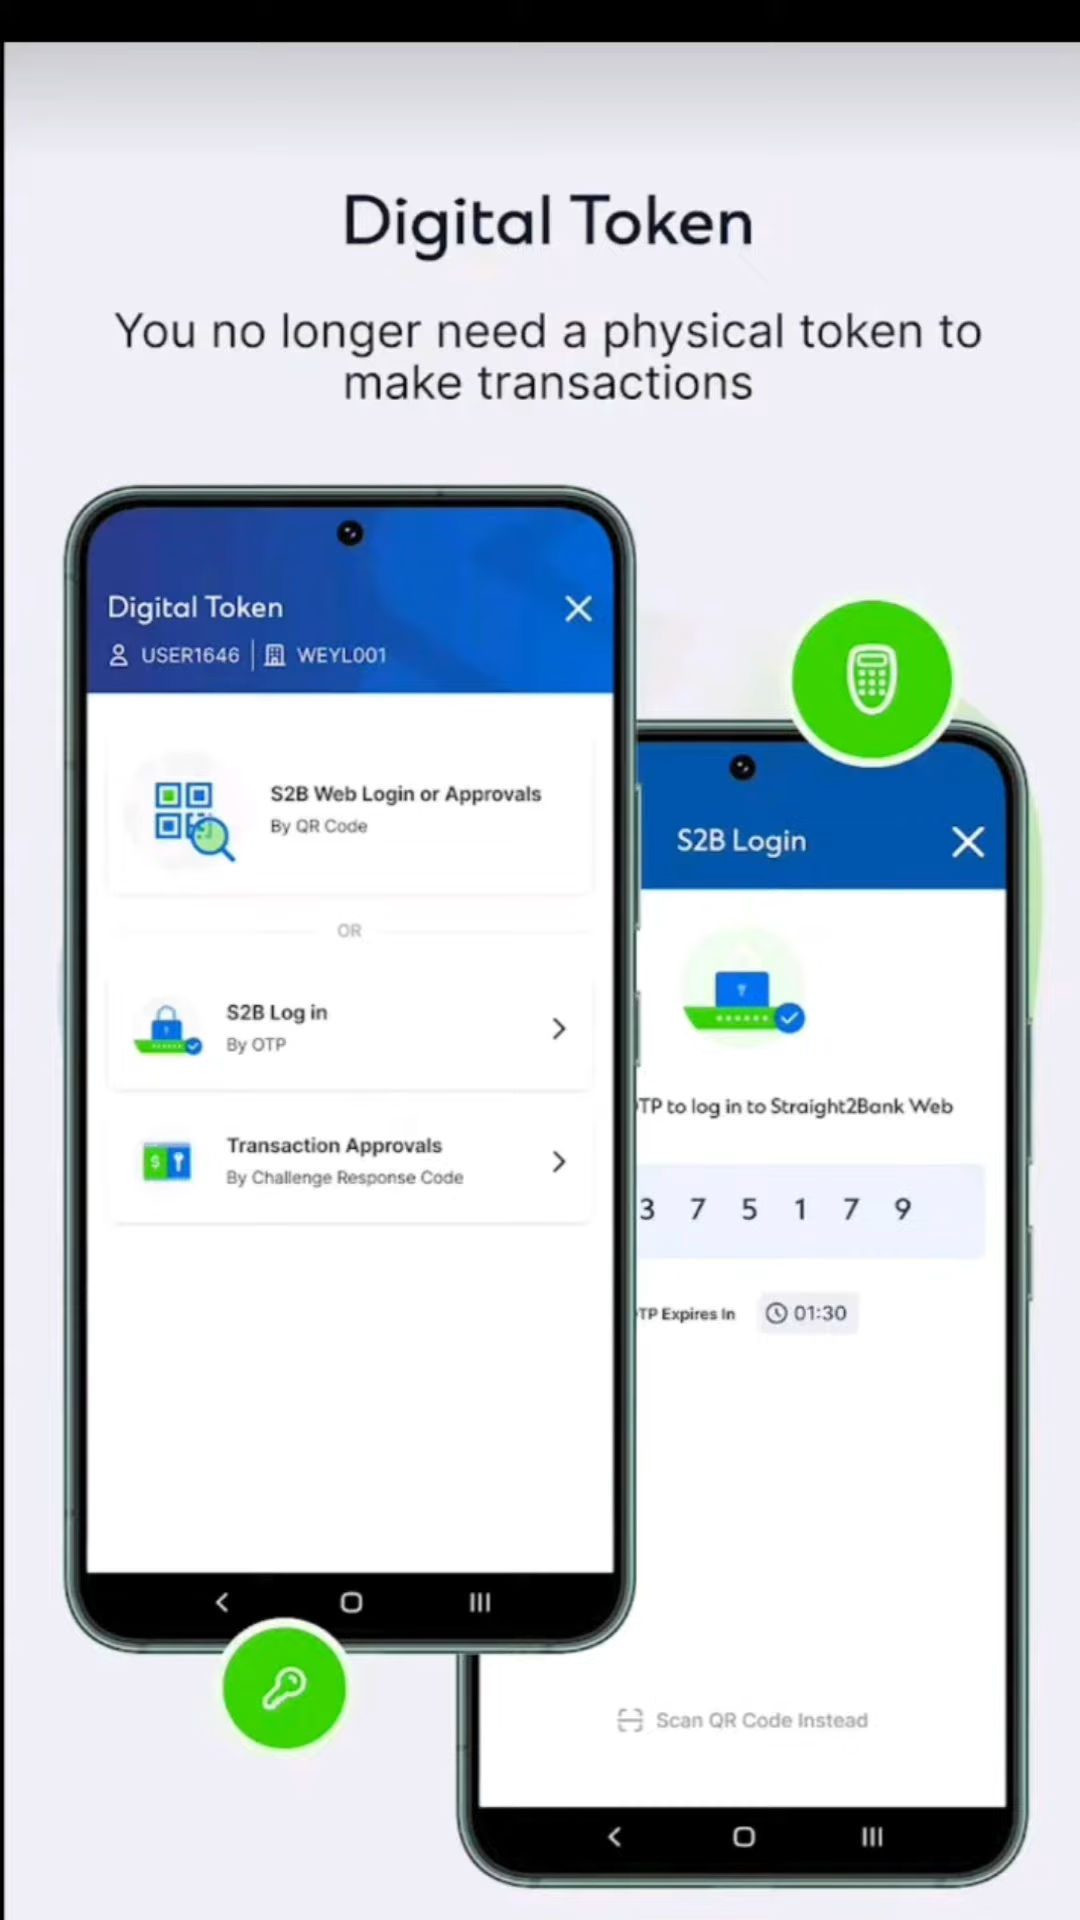 Digital Token
You no longer need a physical token to
make transactions
Digital Token
USER1646 | WEYL001
S2B Web Login or Approvals
By QR Code
OR
S2B Log in
By OTP
Transaction Approvals
By Challenge Response Code
S2B Login
TP to log in to Straight2Bank Web
3 7 5 1 7 9
TP Expires In 01:30
Scan QR Code Instead